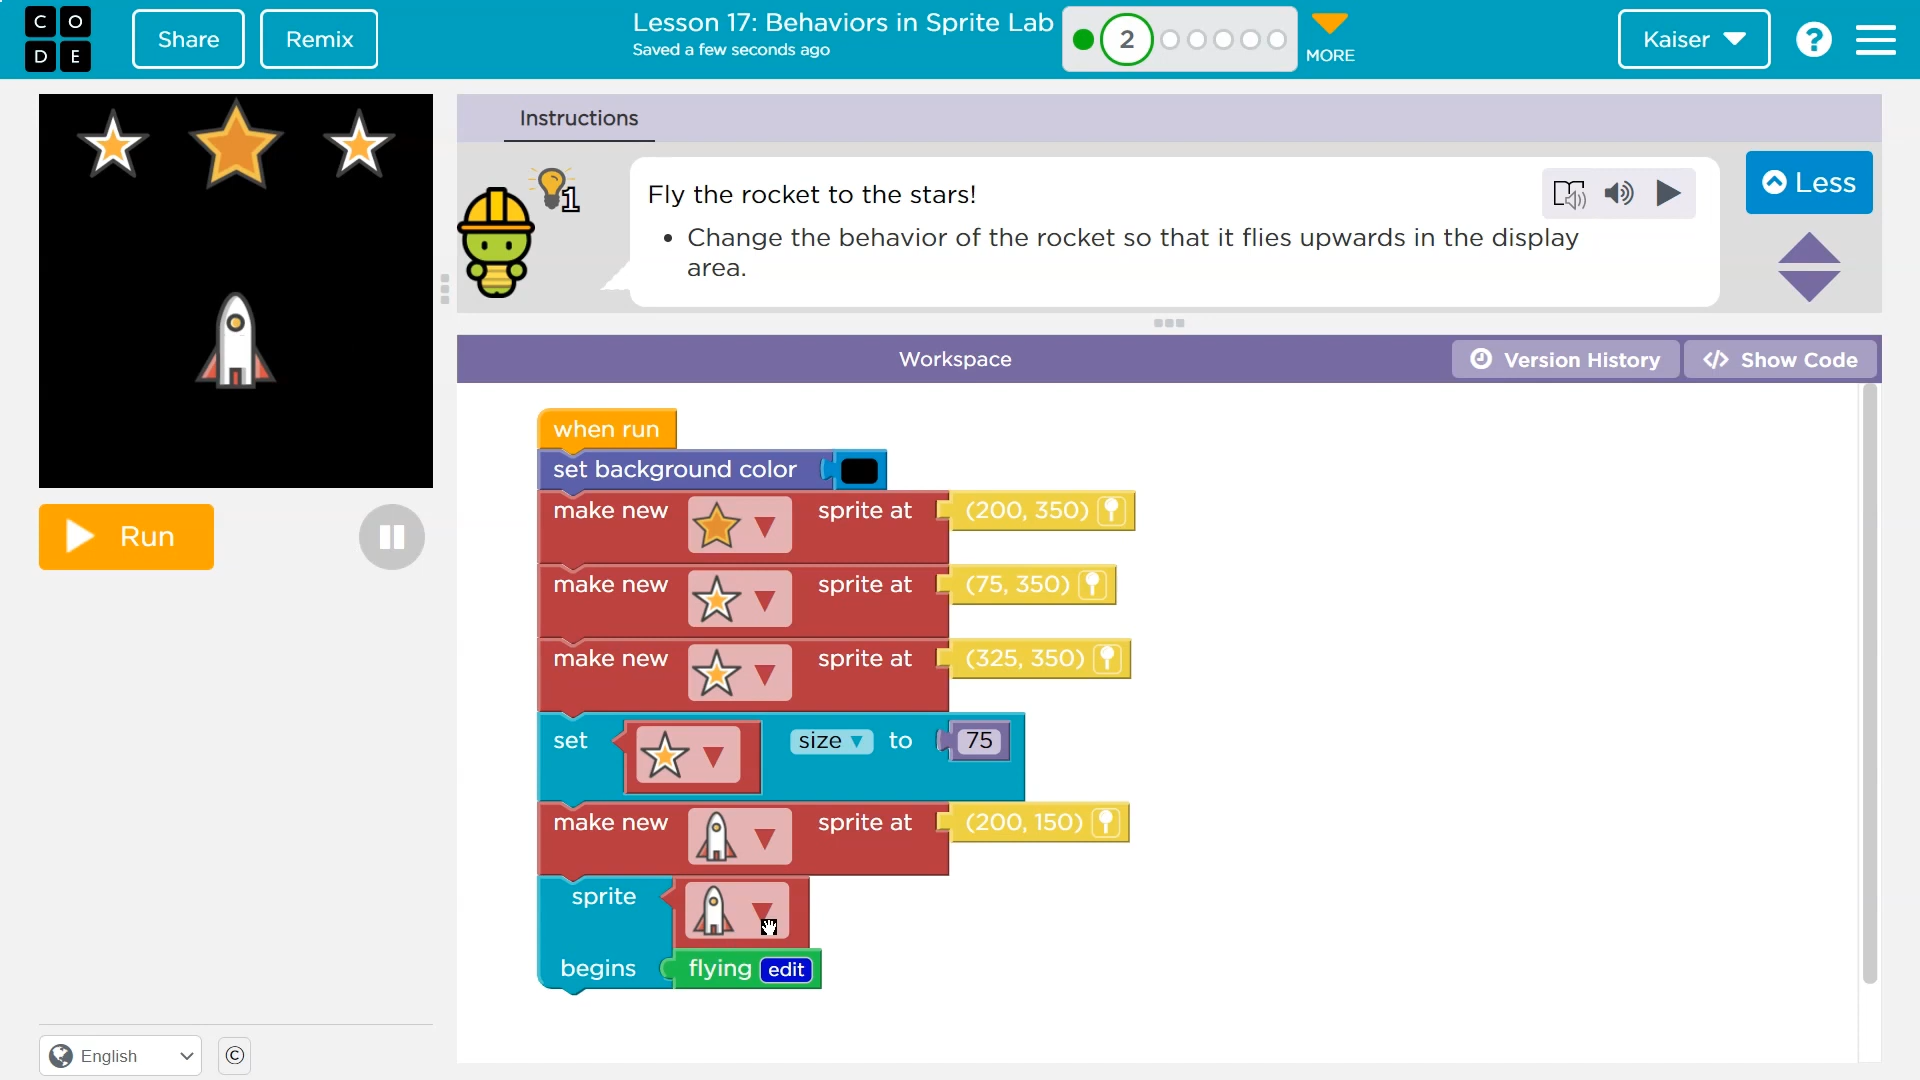 CO
DE
Share
Remix
Lesson 17: Behaviors in Sprite Lab
Saved a few seconds ago
2
MORE
Kaiser
?
Instructions
1
Fly the rocket to the stars!
Change the behavior of the rocket so that it flies upwards in the display
area.
Less
Workspace
Version History
</> Show Code
when run
set background color
make new sprite at (200, 350)
make new sprite at (75, 350)
make new sprite at (325, 350)
set size to 75
make new sprite at (200, 150)
sprite
begins flying edit
Run
English
©